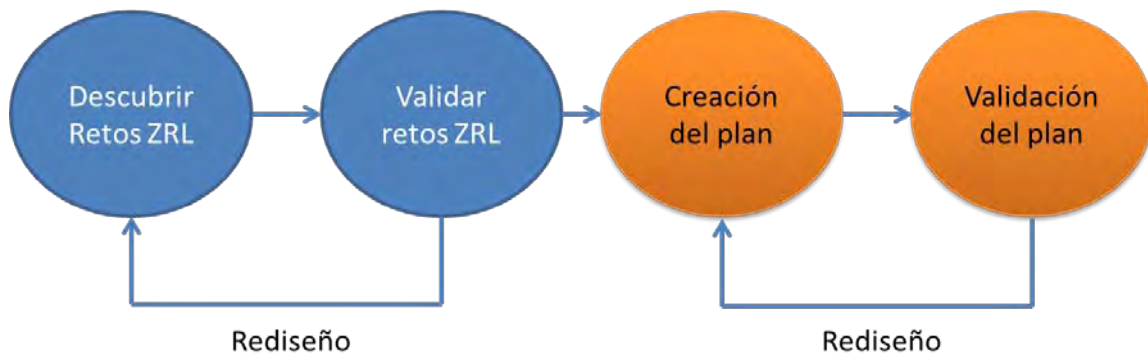 Descubrir
Retos ZRL
Validar
retos ZRL
Creación
del plan
Validación
del plan
Rediseño
Rediseño